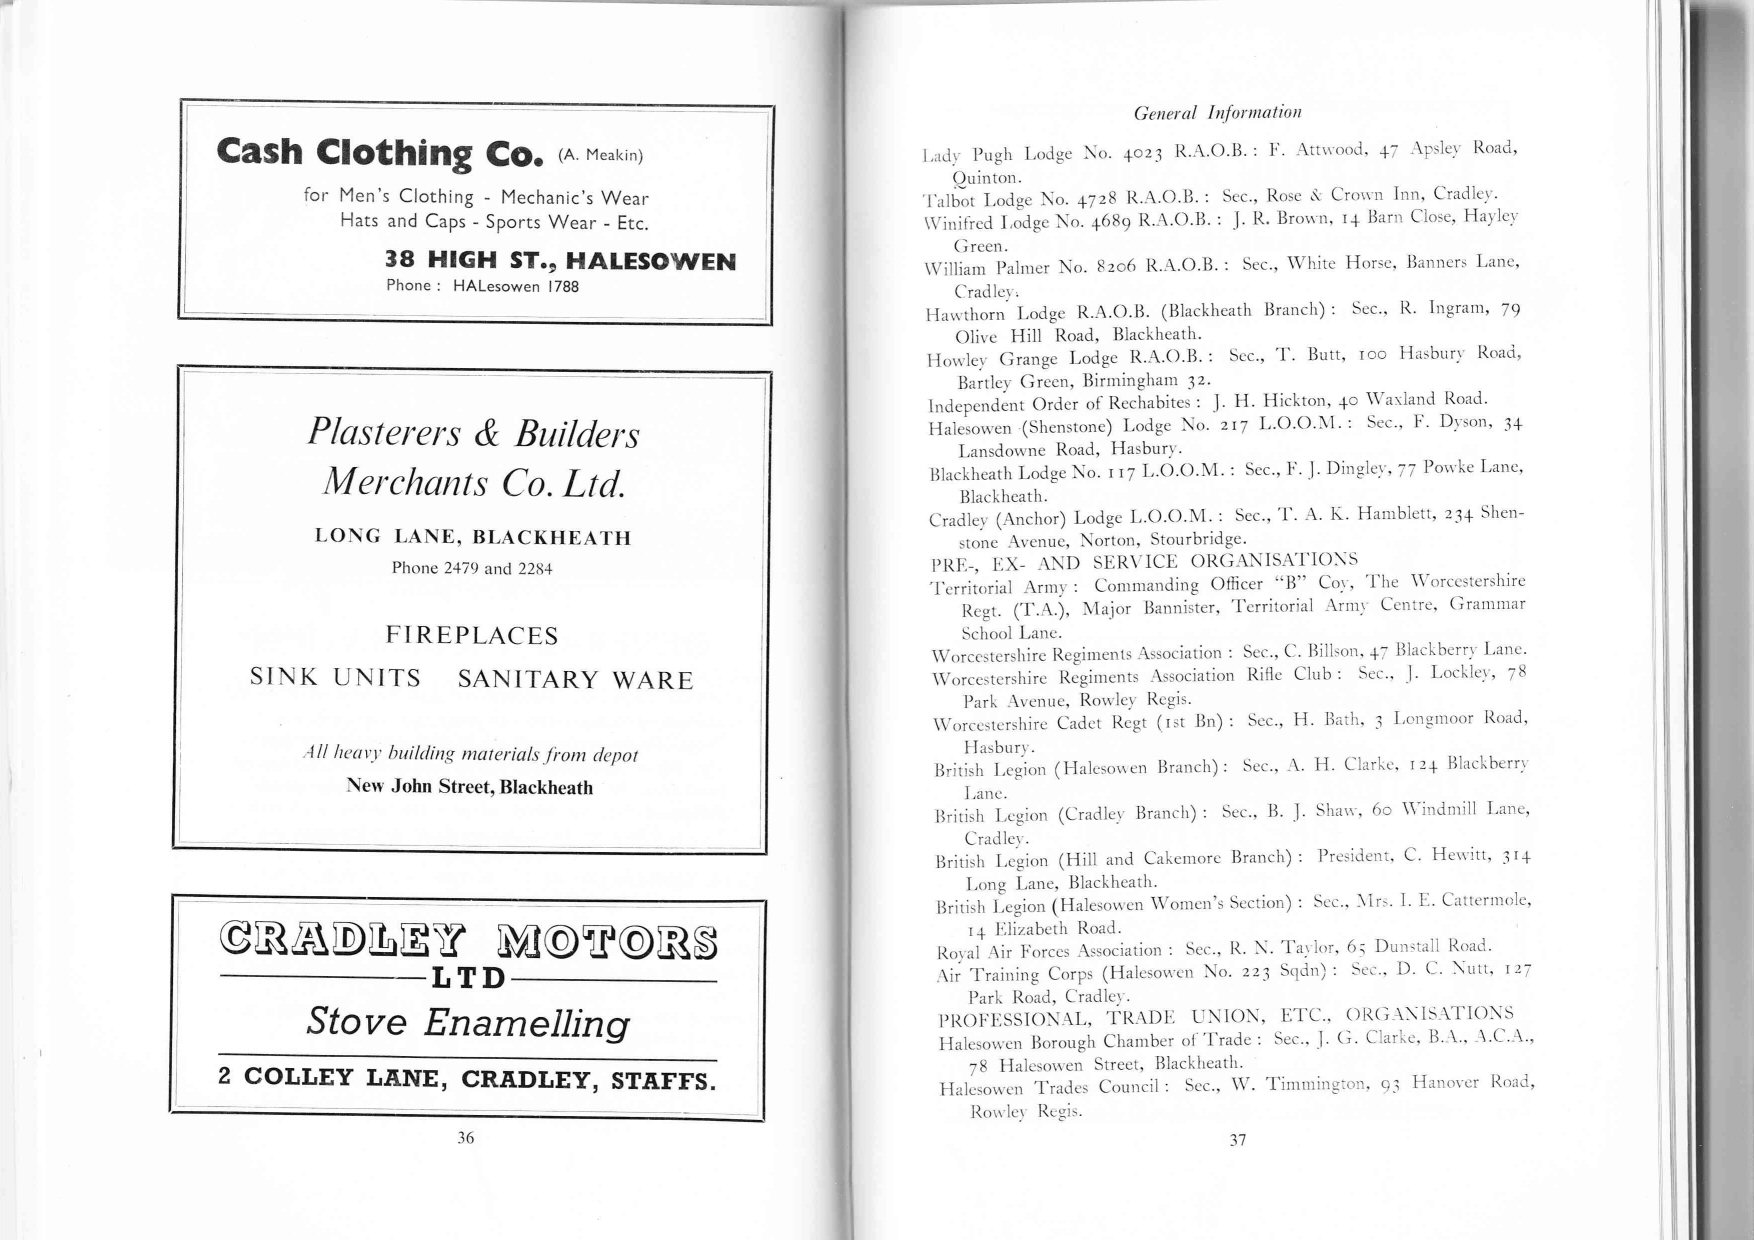 Cash Clothing Co. (A. Meakin)
for Men's Clothing - Mechanic's Wear
Hats and Caps - Sports Wear - Etc.
38 HIGH ST., HALESOWEN
Phone : HALesowen 1788
Plasterers & Builders
Merchants Co. Ltd.
LONG LANE, BLACKHEATH
Phone 2479 and 2284
FIREPLACES
SINK UNITS SANITARY WARE
All heavy building materials from depot
New John Street, Blackheath
CRADLEY MOTORS
LTD
Stove Enamelling
2 COLLEY LANE, CRADLEY, STAFFS.
36
General Information
Lady Pugh Lodge No. 4023 R.A.O.B. : F. Attwood, 47 Apsley Road,
Quinton.
Talbot Lodge No. 4728 R.A.O.B. : Sec., Rose & Crown Inn, Cradley.
Winifred Lodge No. 4689 R.A.O.B. : J. R. Brown, 14 Barn Close, Hayley
Green.
William Palmer No. 8206 R.A.O.B. : Sec., White Horse, Banners Lane,
Cradley.
Hawthorn Lodge R.A.O.B. (Blackheath Branch) : Sec., R. Ingram, 79
Olive Hill Road, Blackheath.
Howley Grange Lodge R.A.O.B. : Sec., T. Butt, 100 Hasbury Road,
Bartley Green, Birmingham 32.
Independent Order of Rechabites : J. H. Hickton, 40 Waxland Road.
Halesowen (Shenstone) Lodge No. 217 L.O.O.M. : Sec., F. Dyson, 34
Lansdowne Road, Hasbury.
Blackheath Lodge No. 117 L.O.O.M. : Sec., F. J. Dingley, 77 Powke Lane,
Blackheath.
Cradley (Anchor) Lodge L.O.O.M. : Sec., T. A. K. Hamblett, 234 Shen-
stone Avenue, Norton, Stourbridge.
PRE-, EX- AND SERVICE ORGANISATIONS
Territorial Army : Commanding Officer "B" Coy, The Worcestershire
Regt. (T.A.), Major Bannister, Territorial Army Centre, Grammar
School Lane.
Worcestershire Regiments Association : Sec., C. Billson, 47 Blackberry Lane.
Worcestershire Regiments Association Rifle Club : Sec., J. Lockley, 78
Park Avenue, Rowley Regis.
Worcestershire Cadet Regt (1st Bn) : Sec., H. Bath, 3 Longmoor Road,
Hasbury.
British Legion (Halesowen Branch) : Sec., A. H. Clarke, 124 Blackberry
Lane.
British Legion (Cradley Branch) : Sec., B. J. Shaw, 60 Windmill Lane,
Cradley.
British Legion (Hill and Cakemore Branch) : President, C. Hewitt, 314
Long Lane, Blackheath.
British Legion (Halesowen Women's Section) : Sec., Mrs. I. E. Cattermole,
14 Elizabeth Road.
Royal Air Forces Association : Sec., R. N. Taylor, 65 Dunstall Road.
Air Training Corps (Halesowen No. 223 Sqdn) : Sec., D. C. Nutt, 127
Park Road, Cradley.
PROFESSIONAL, TRADE UNION, ETC., ORGANISATIONS
Halesowen Borough Chamber of Trade : Sec., J. G. Clarke, B.A., A.C.A.,
78 Halesowen Street, Blackheath.
Halesowen Trades Council : Sec., W. Timmington, 93 Hanover Road,
Rowley Regis.
37